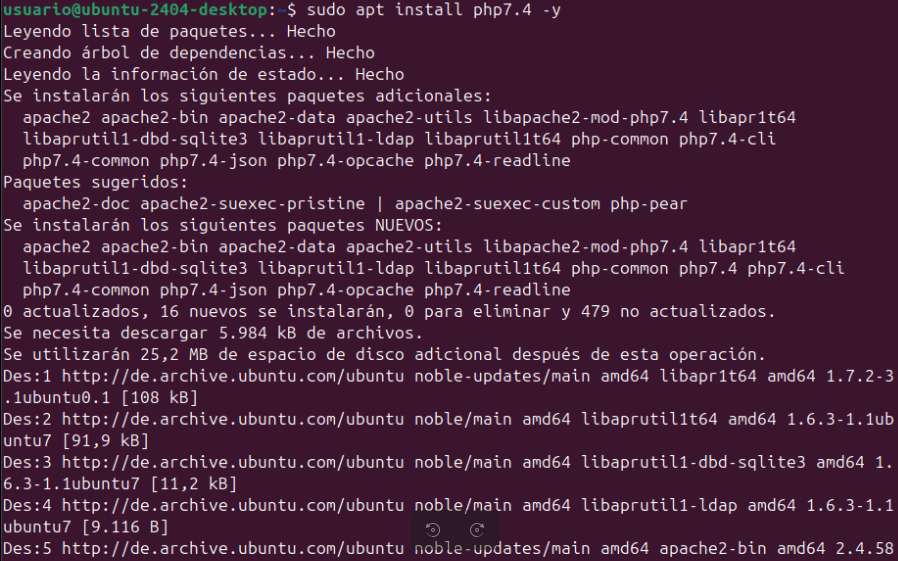 usuario@ubuntu-2404-desktop:~$ sudo apt install php7.4 -y
Leyendo lista de paquetes... Hecho
Creando árbol de dependencias... Hecho
Leyendo la información de estado... Hecho
Se instalarán los siguientes paquetes adicionales:
  apache2 apache2-bin apache2-data apache2-utils libapache2-mod-php7.4 libapr1t64
  libaprutil1-dbd-sqlite3 libaprutil1-ldap libaprutil1t64 php-common php7.4-cli
  php7.4-common php7.4-json php7.4-opcache php7.4-readline
Paquetes sugeridos:
  apache2-doc apache2-suexec-pristine | apache2-suexec-custom php-pear
Se instalarán los siguientes paquetes NUEVOS:
  apache2 apache2-bin apache2-data apache2-utils libapache2-mod-php7.4 libapr1t64
  libaprutil1-dbd-sqlite3 libaprutil1-ldap libaprutil1t64 php-common php7.4 php7.4-cli
  php7.4-common php7.4-json php7.4-opcache php7.4-readline
0 actualizados, 16 nuevos se instalarán, 0 para eliminar y 479 no actualizados.
Se necesita descargar 5.984 kB de archivos.
Se utilizarán 25,2 MB de espacio de disco adicional después de esta operación.
Des:1 http://de.archive.ubuntu.com/ubuntu noble-updates/main amd64 libapr1t64 amd64 1.7.2-3
.1ubuntu0.1 [108 kB]
Des:2 http://de.archive.ubuntu.com/ubuntu noble/main amd64 libaprutil1t64 amd64 1.6.3-1.1ub
untu7 [91,9 kB]
Des:3 http://de.archive.ubuntu.com/ubuntu noble/main amd64 libaprutil1-dbd-sqlite3 amd64 1.
6.3-1.1ubuntu7 [11,2 kB]
Des:4 http://de.archive.ubuntu.com/ubuntu noble/main amd64 libaprutil1-ldap amd64 1.6.3-1.1
ubuntu7 [9.116 B]
Des:5 http://de.archive.ubuntu.com/ubuntu noble-updates/main amd64 apache2-bin amd64 2.4.58